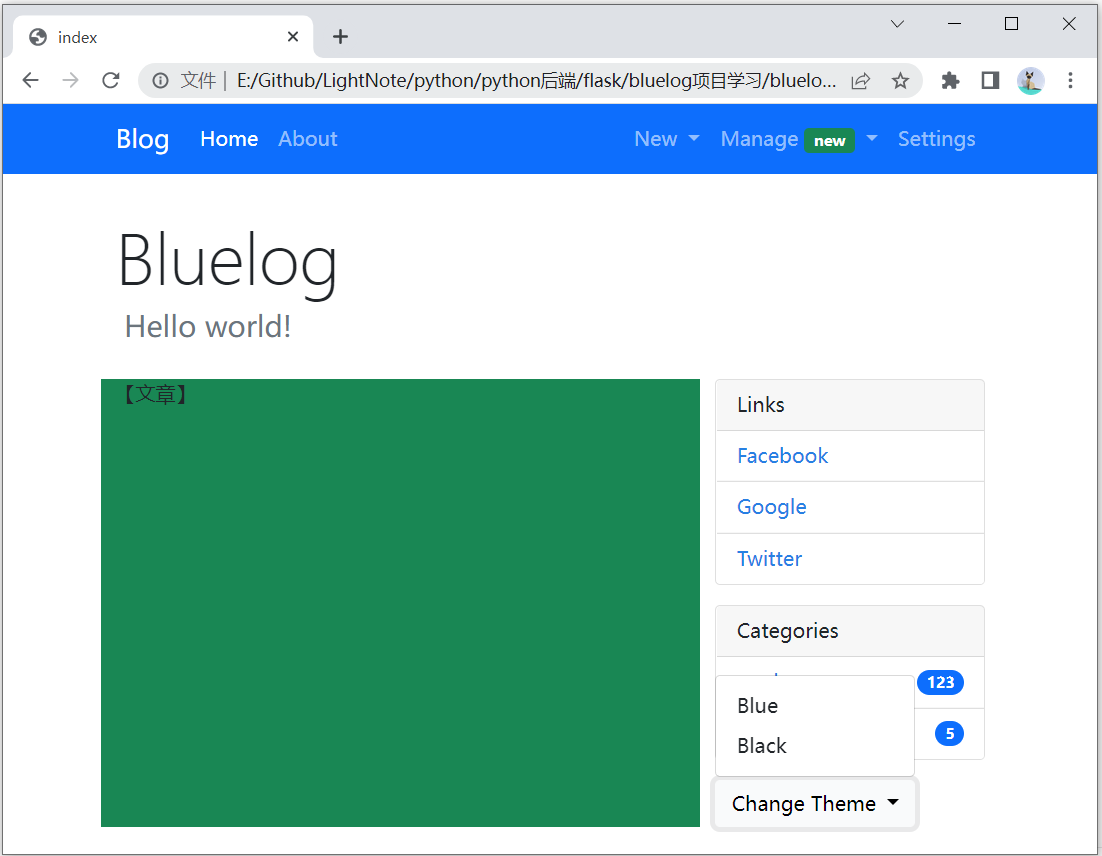 index
文件 | E:/Github/LightNote/python/python后端/flask/bluelog项目学习/bluelo...
Blog Home About New Manage new Settings
Bluelog
Hello world!
【文章】
Links
Facebook
Google
Twitter
Categories
123
5
Blue
Black
Change Theme